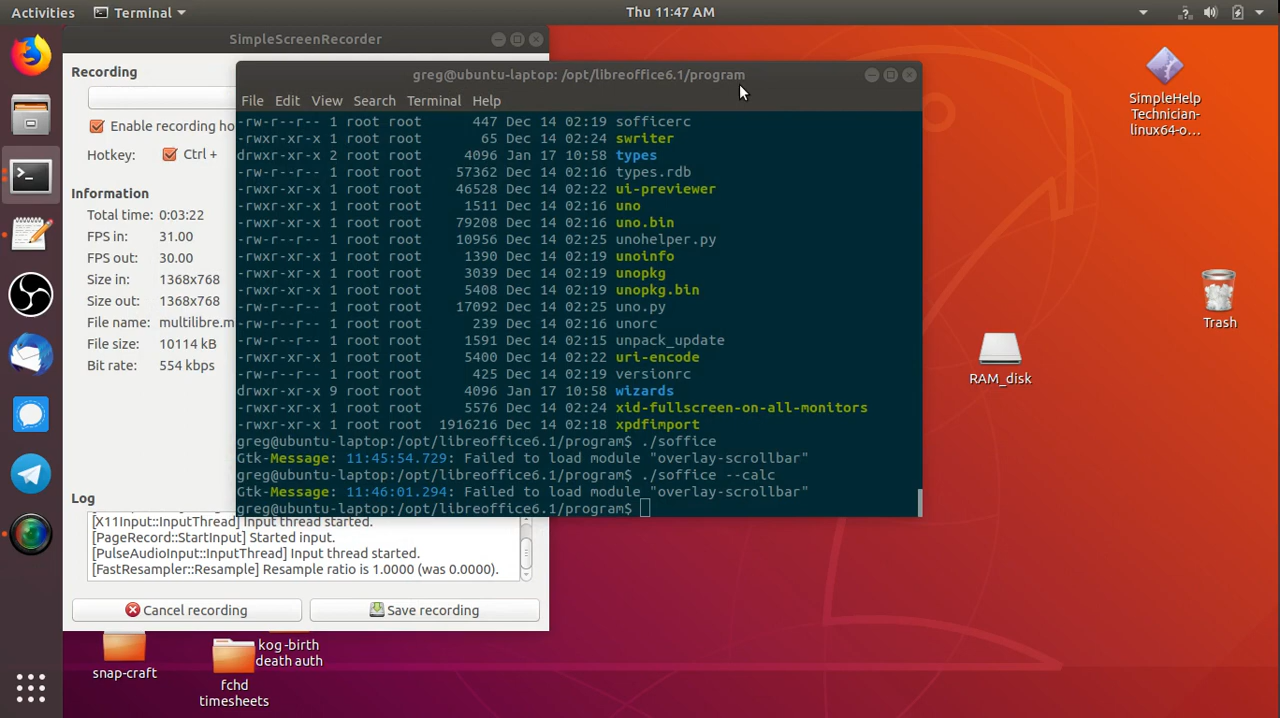 Activities
Terminal
Thu 11:47 AM
SimpleScreenRecorder
Recording
Enable recording ho
Hotkey:
Ctrl +
Information
Total time: 0:03:22
FPS in: 31.00
FPS out: 30.00
Size in: 1368x768
Size out: 1368x768
File name: multilibre.m
File size: 10114 kB
Bit rate: 554 kbps
Log
[X11Input::InputThread] Input thread started.
[PageRecord::StartInput] Started input.
[PulseAudioInput::InputThread] Input thread started.
[FastResampler::Resample] Resample ratio is 1.0000 (was 0.0000).
Cancel recording
Save recording
greg@ubuntu-laptop: /opt/libreoffice6.1/program
File Edit View Search Terminal Help
-rw-r--r-- 1 root root 447 Dec 14 02:19 sofficerc
-rwxr-xr-x 1 root root 65 Dec 14 02:24 swriter
drwxr-xr-x 2 root root 4096 Jan 17 10:58 types
-rw-r--r-- 1 root root 57362 Dec 14 02:16 types.rdb
-rwxr-xr-x 1 root root 46528 Dec 14 02:22 ui-previewer
-rwxr-xr-x 1 root root 1511 Dec 14 02:16 uno
-rwxr-xr-x 1 root root 79208 Dec 14 02:16 uno.bin
-rw-r--r-- 1 root root 10956 Dec 14 02:25 unohelper.py
-rwxr-xr-x 1 root root 1390 Dec 14 02:19 unoinfo
-rwxr-xr-x 1 root root 3039 Dec 14 02:19 unopkg
-rwxr-xr-x 1 root root 5408 Dec 14 02:19 unopkg.bin
-rw-r--r-- 1 root root 17092 Dec 14 02:25 uno.py
-rw-r--r-- 1 root root 239 Dec 14 02:16 unorc
-rw-r--r-- 1 root root 1591 Dec 14 02:15 unpack_update
-rwxr-xr-x 1 root root 5400 Dec 14 02:22 uri-encode
-rw-r--r-- 1 root root 425 Dec 14 02:19 versionrc
drwxr-xr-x 9 root root 4096 Jan 17 10:58 wizards
-rwxr-xr-x 1 root root 5576 Dec 14 02:24 xid-fullscreen-on-all-monitors
-rwxr-xr-x 1 root root 1916216 Dec 14 02:18 xpdfimport
greg@ubuntu-laptop:/opt/libreoffice6.1/program$ ./soffice
Gtk-Message: 11:45:54.729: Failed to load module "overlay-scrollbar"
greg@ubuntu-laptop:/opt/libreoffice6.1/program$ ./soffice --calc
Gtk-Message: 11:46:01.294: Failed to load module "overlay-scrollbar"
greg@ubuntu-laptop:/opt/libreoffice6.1/program$
SimpleHelp
Technician-
linux64-o...
Trash
RAM_disk
snap-craft
kog-birth
death auth
fchd
timesheets